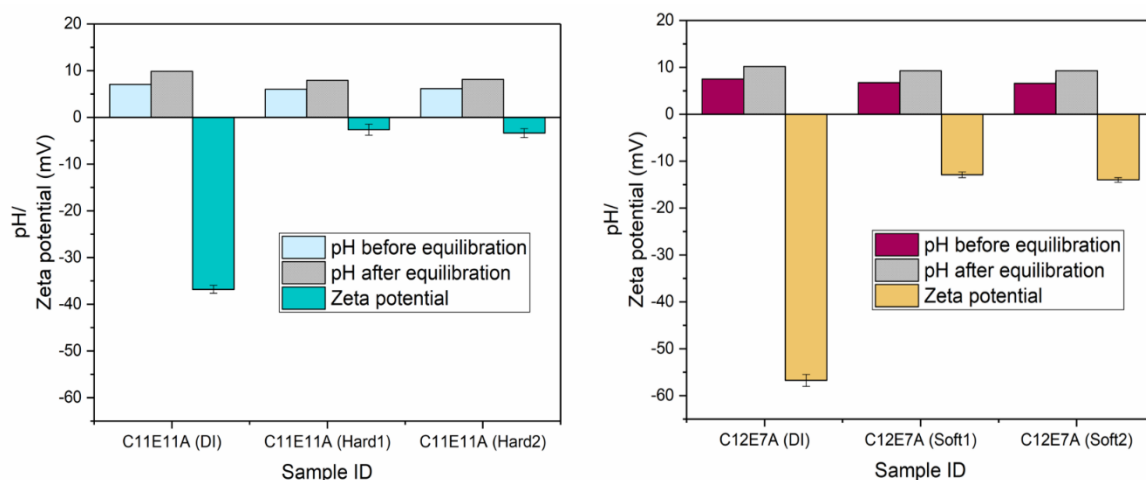 20
10
0
-10
-20
-30
-40
-50
-60
pH/
Zeta potential (mV)
pH before equilibration
pH after equilibration
Zeta potential
C11E11A (DI)
C11E11A (Hard1)
C11E11A (Hard2)
Sample ID
20
10
0
-10
-20
-30
-40
-50
-60
pH/
Zeta potential (mV)
pH before equilibration
pH after equilibration
Zeta potential
C12E7A (DI)
C12E7A (Soft1)
C12E7A (Soft2)
Sample ID